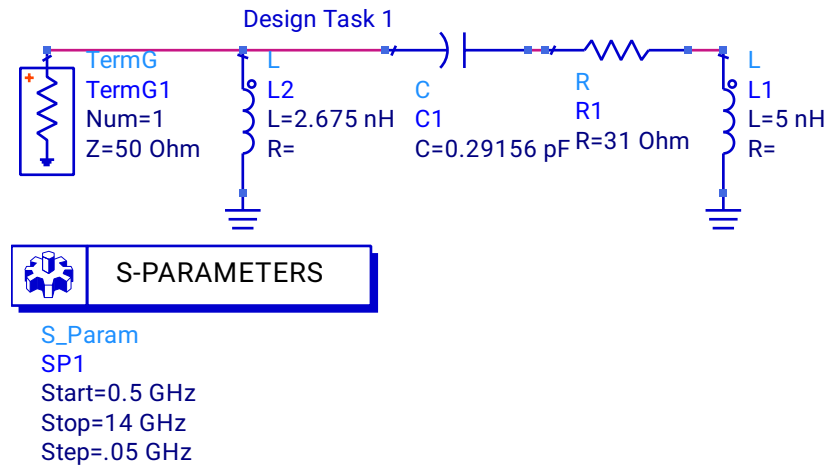 Design Task 1
TermG
TermG1
Num=1
Z=50 Ohm
L
L2
L=2.675 nH
R=
C
C1
C=0.29156 pF
R
R1
R=31 Ohm
L
L1
L=5 nH
R=
S-PARAMETERS
S_Param
SP1
Start=0.5 GHz
Stop=14 GHz
Step=.05 GHz